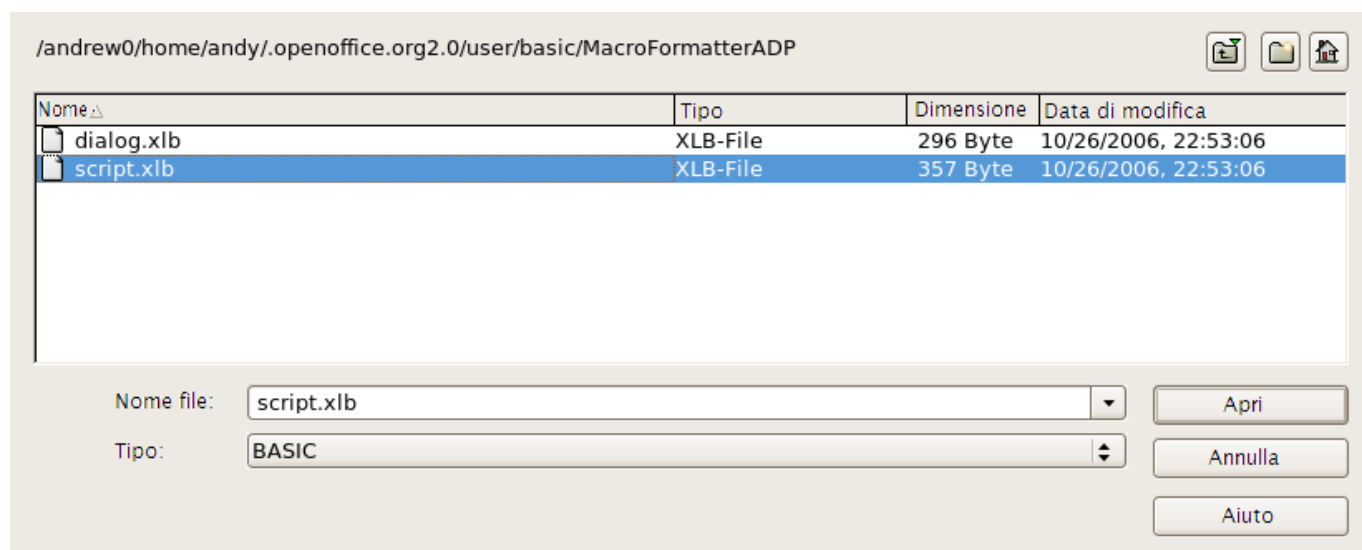 /andrew0/home/andy/.openoffice.org2.0/user/basic/MacroFormatterADP
Nome Tipo Dimensione Data di modifica
dialog.xlb XLB-File 296 Byte 10/26/2006, 22:53:06
script.xlb XLB-File 357 Byte 10/26/2006, 22:53:06
Nome file: script.xlb Apri
Tipo: BASIC Annulla
Aiuto